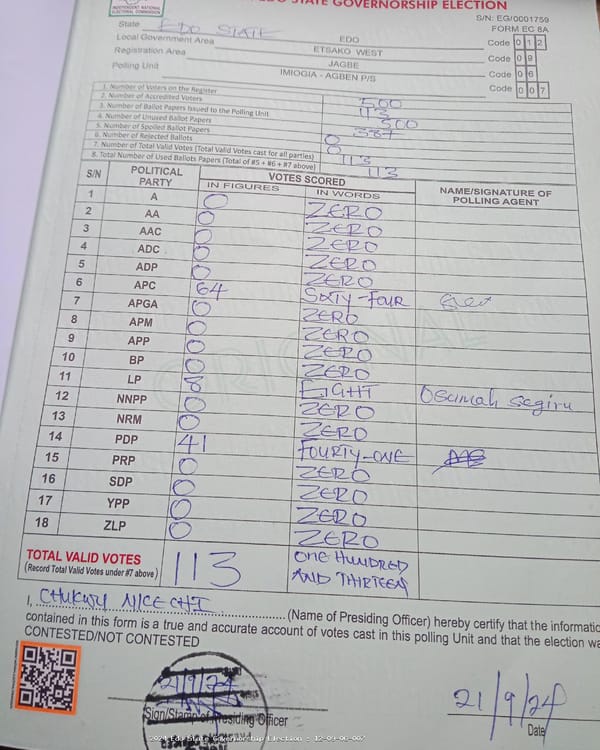 EDO STATE GOVERNORSHIP ELECTION
INDEPENDENT NATIONAL
ELECTORAL COMMISSION
S/N: EG/0001759
FORM EC 8A
State EDO STATE
Local Government Area EDO Code 0 1 2
Registration Area ETSAKO WEST Code 0 9
Polling Unit JAGBE Code 0 6
IMIOGIA - AGBEN P/S Code 0 0 7
1. Number of Voters on the Register 500
2. Number of Accredited Voters 113
3. Number of Ballot Papers Issued to the Polling Unit 500
4. Number of Unused Ballot Papers 387
5. Number of Spoiled Ballot Papers 0
6. Number of Rejected Ballots 0
7. Number of Total Valid Votes (Total Valid Votes cast for all parties) 113
8. Total Number of Used Ballots Papers (Total of #5 + #6 + #7 above) 113
S/N POLITICAL PARTY VOTES SCORED NAME/SIGNATURE OF POLLING AGENT
IN FIGURES IN WORDS
1 A 0 ZERO
2 AA 0 ZERO
3 AAC 0 ZERO
4 ADC 0 ZERO
5 ADP 0 ZERO
6 APC 64 SIXTY-FOUR
7 APGA 0 ZERO
8 APM 0 ZERO
9 APP 0 ZERO
10 BP 0 ZERO
11 LP 8 EIGHT Osumah Segiru
12 NNPP 0 ZERO
13 NRM 0 ZERO
14 PDP 41 FOURTY-ONE
15 PRP 0 ZERO
16 SDP 0 ZERO
17 YPP 0 ZERO
18 ZLP 0 ZERO
ORIGINAL
TOTAL VALID VOTES 113 ONE HUNDRED
(Record Total Valid Votes under #7 above) AND THIRTEEN
I, CHUKWU NICE CHI (Name of Presiding Officer) hereby certify that the informatio
contained in this form is a true and accurate account of votes cast in this polling Unit and that the election wa
CONTESTED/NOT CONTESTED
21/9/24
Sign/Stamp of Presiding Officer
21/9/24
Date
2024 Edo State Governorship Election - 12-09-06-007